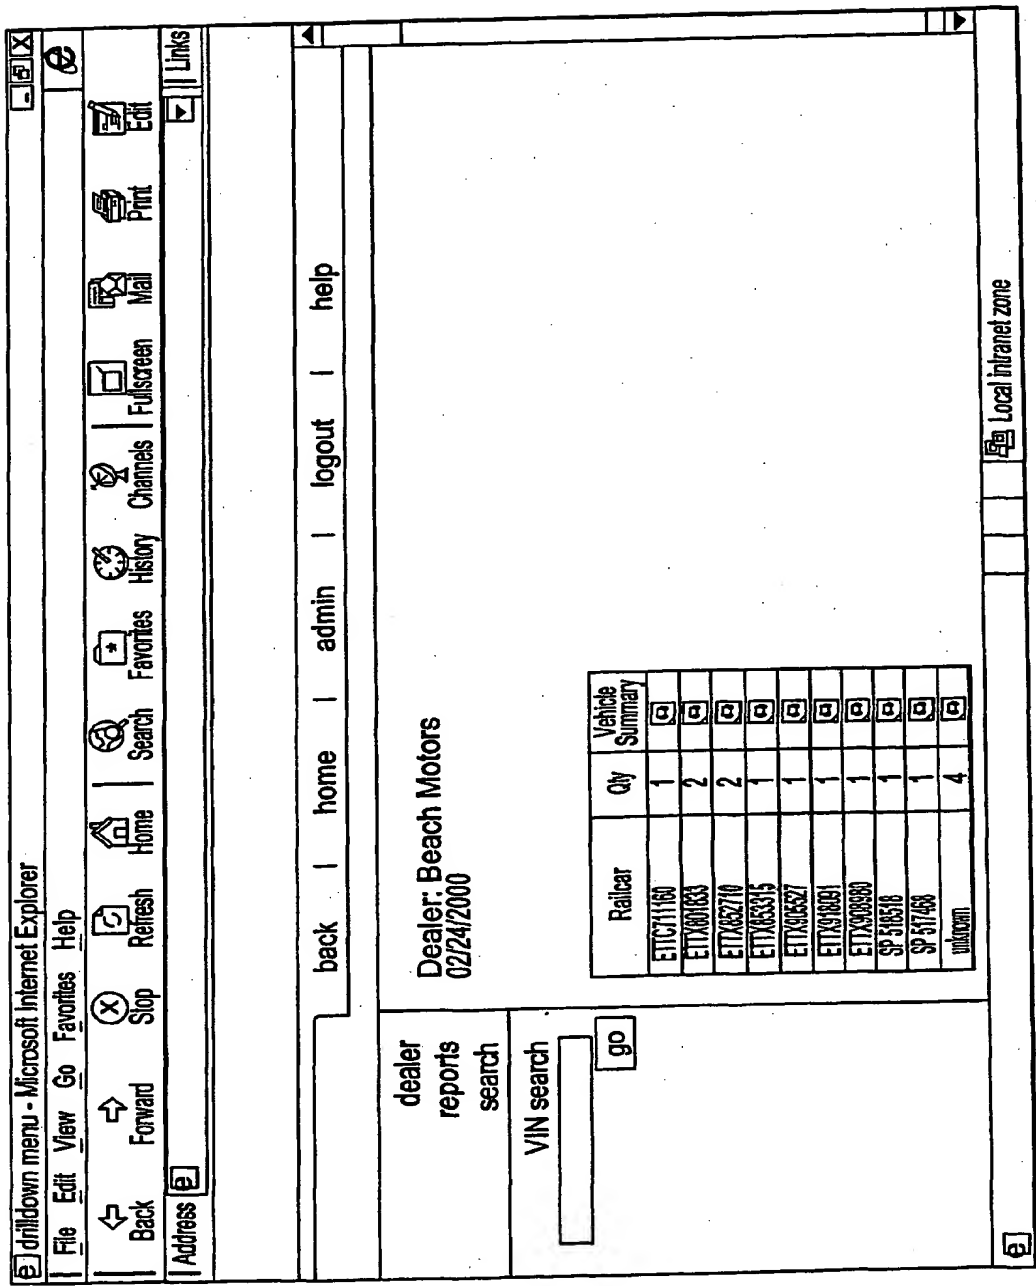 drilldown menu - Microsoft Internet Explorer
File Edit View Go Favorites Help
Back Forward Stop Refresh Home Search Favorites History Channels Fullscreen Mail Print Edit
Address Links
back | home | admin | logout | help
dealer
reports
search
VIN search
go
Dealer: Beach Motors
02/24/2000
Railcar Qty Vehicle Summary
ETTC711160 1
ETTX801833 2
ETTX852710 2
ETTX853315 1
ETTX905527 1
ETTX918091 1
ETTX900980 1
SP 518518 1
SP 517468 1
unknown 4
Local intranet zone